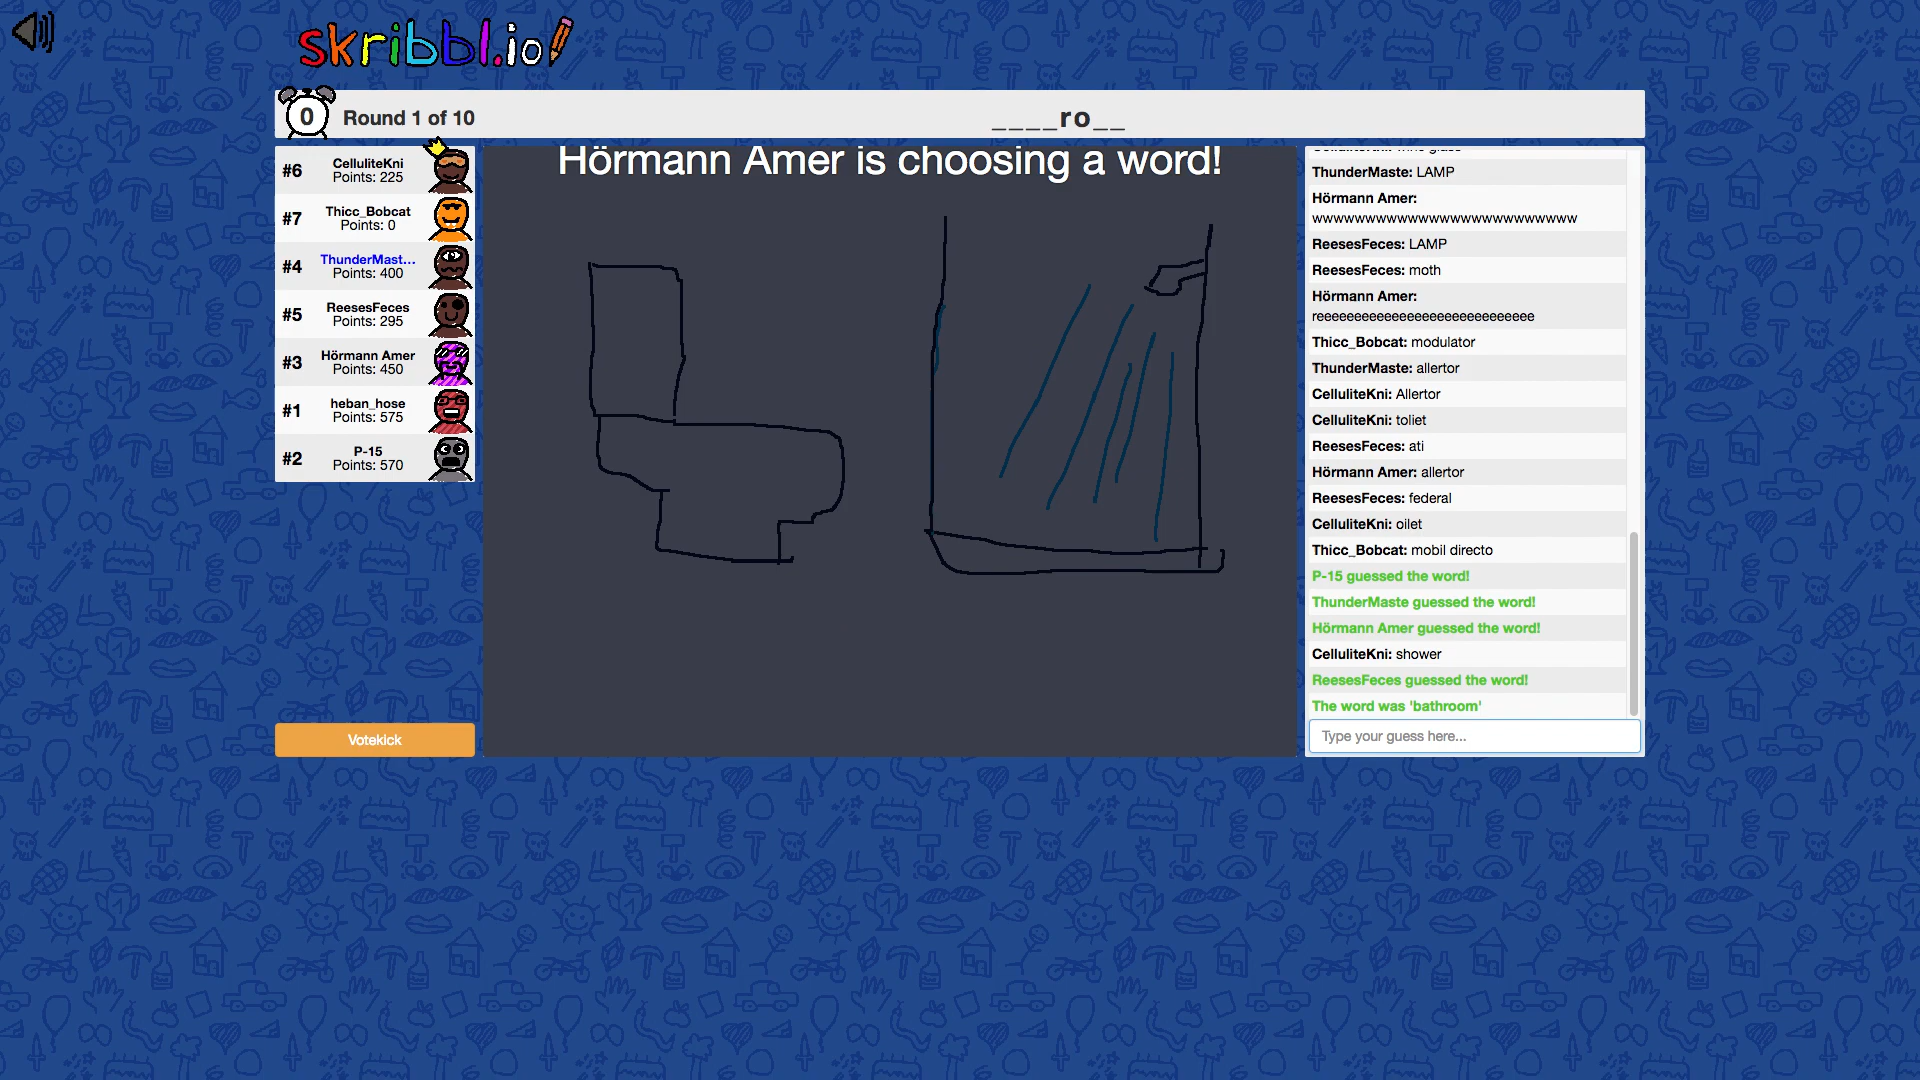 skribbl.io
0
Round 1 of 10
____ro__
#6
CelluliteKni
Points: 225
#7
Thicc_Bobcat
Points: 0
#4
ThunderMast...
Points: 400
#5
ReesesFeces
Points: 295
#3
Hörmann Amer
Points: 450
#1
heban_hose
Points: 575
#2
P-15
Points: 570
Votekick
Hörmann Amer is choosing a word!
ThunderMaste: LAMP
Hörmann Amer:
wwwwwwwwwwwwwwwwwwwwwwwww
ReesesFeces: LAMP
ReesesFeces: moth
Hörmann Amer:
reeeeeeeeeeeeeeeeeeeeeeeeeeeee
Thicc_Bobcat: modulator
ThunderMaste: allertor
CelluliteKni: Allertor
CelluliteKni: toliet
ReesesFeces: ati
Hörmann Amer: allertor
ReesesFeces: federal
CelluliteKni: oilet
Thicc_Bobcat: mobil directo
P-15 guessed the word!
ThunderMaste guessed the word!
Hörmann Amer guessed the word!
CelluliteKni: shower
ReesesFeces guessed the word!
The word was 'bathroom'
Type your guess here...